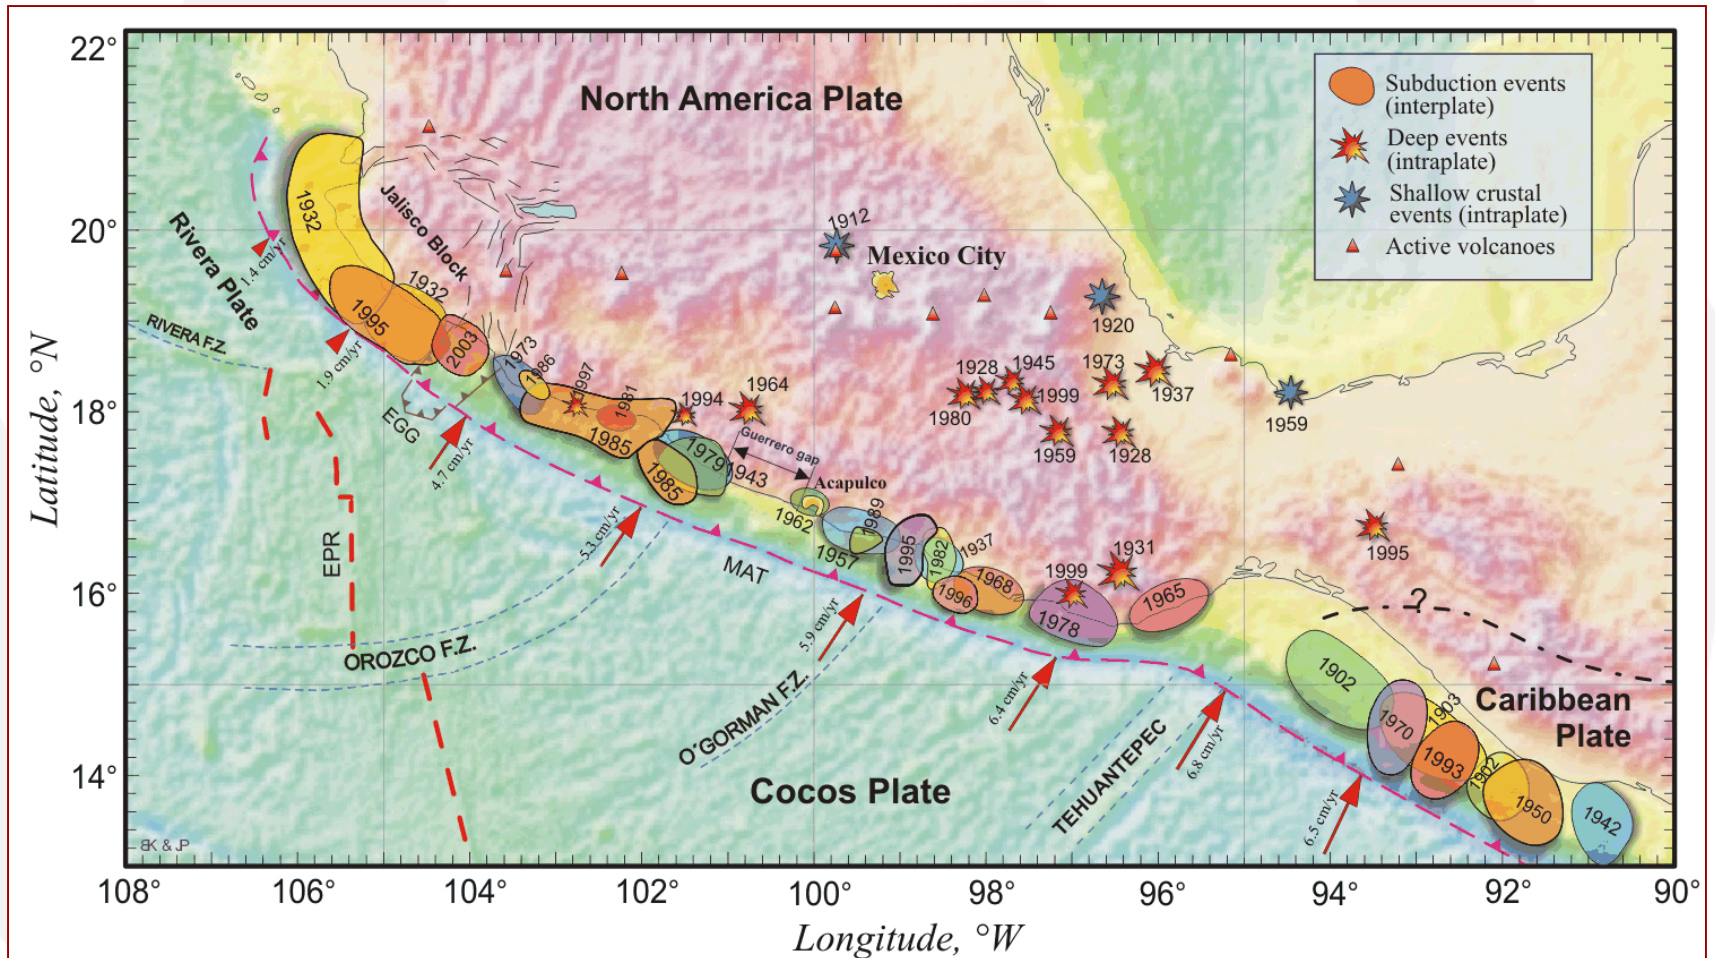 22°
20°
18°
16°
14°
Latitude, °N
108°
106°
104°
102°
100°
98°
96°
94°
92°
90°
Longitude, °W
North America Plate
Subduction events
(interplate)
Deep events
(intraplate)
Shallow crustal
events (intraplate)
Active volcanoes
Jalisco Block
Rivera Plate
RIVERA F.Z.
1932
1932
1995
2003
1973
1986
1997
1981
1985
1985
1979
1943
1994
1964
Guerrero gap
Acapulco
1962
1957
1989
1995
1982
1937
1996
1968
1999
1978
1931
1965
1912
Mexico City
1920
1928
1945
1973
1980
1999
1937
1959
1928
1959
1995
?
1902
1970
1903
1993
1902
1950
1942
Caribbean
Plate
1.4 cm/yr
1.9 cm/yr
4.7 cm/yr
5.3 cm/yr
5.9 cm/yr
6.4 cm/yr
6.8 cm/yr
6.5 cm/yr
EGG
EPR
MAT
OROZCO F.Z.
O´GORMAN F.Z.
TEHUANTEPEC
Cocos Plate